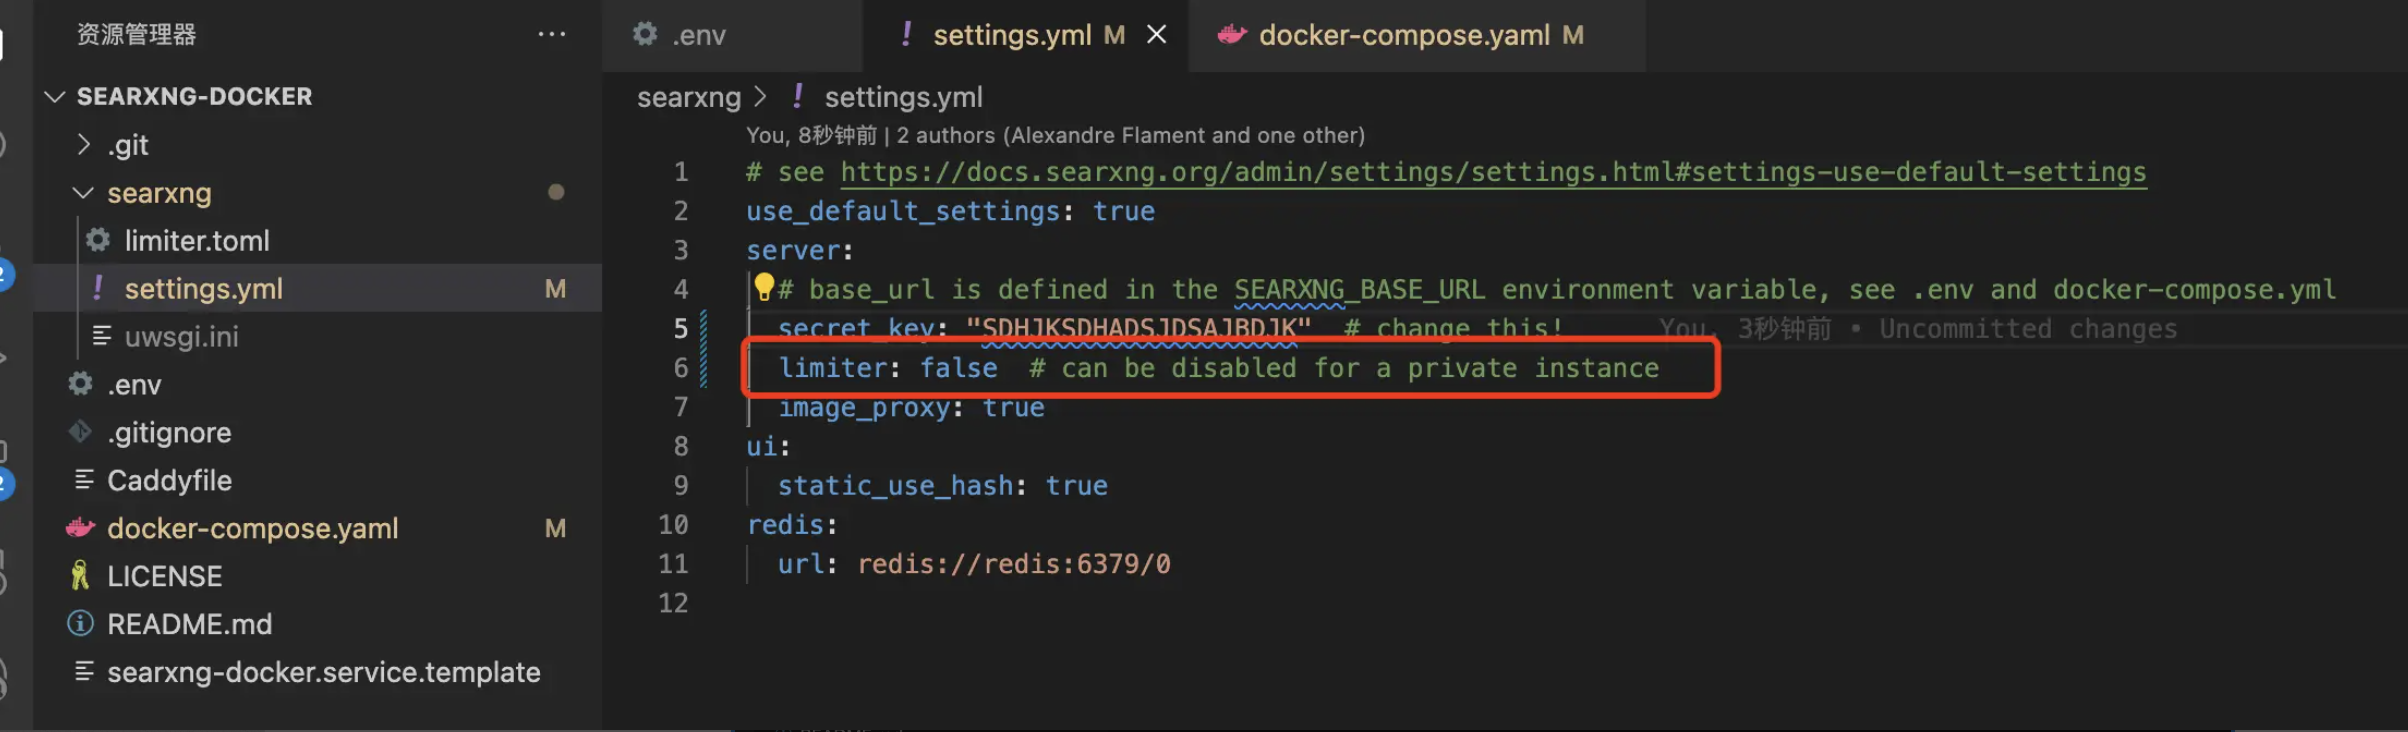 资源管理器 ···
SEARXNG-DOCKER
.git
searxng
limiter.toml
settings.yml M
uwsgi.ini
.env
.gitignore
Caddyfile
docker-compose.yaml M
LICENSE
README.md
searxng-docker.service.template
.env
settings.yml M
docker-compose.yaml M
searxng > ! settings.yml
You, 8秒钟前 | 2 authors (Alexandre Flament and one other)
1 # see https://docs.searxng.org/admin/settings/settings.html#settings-use-default-settings
2 use_default_settings: true
3 server:
4 # base_url is defined in the SEARXNG_BASE_URL environment variable, see .env and docker-compose.yml
5 secret_key: "SDHJKSDHADSJDSAJBDJK" # change this! You, 3秒钟前 • Uncommitted changes
6 limiter: false # can be disabled for a private instance
7 image_proxy: true
8 ui:
9 static_use_hash: true
10 redis:
11 url: redis://redis:6379/0
12